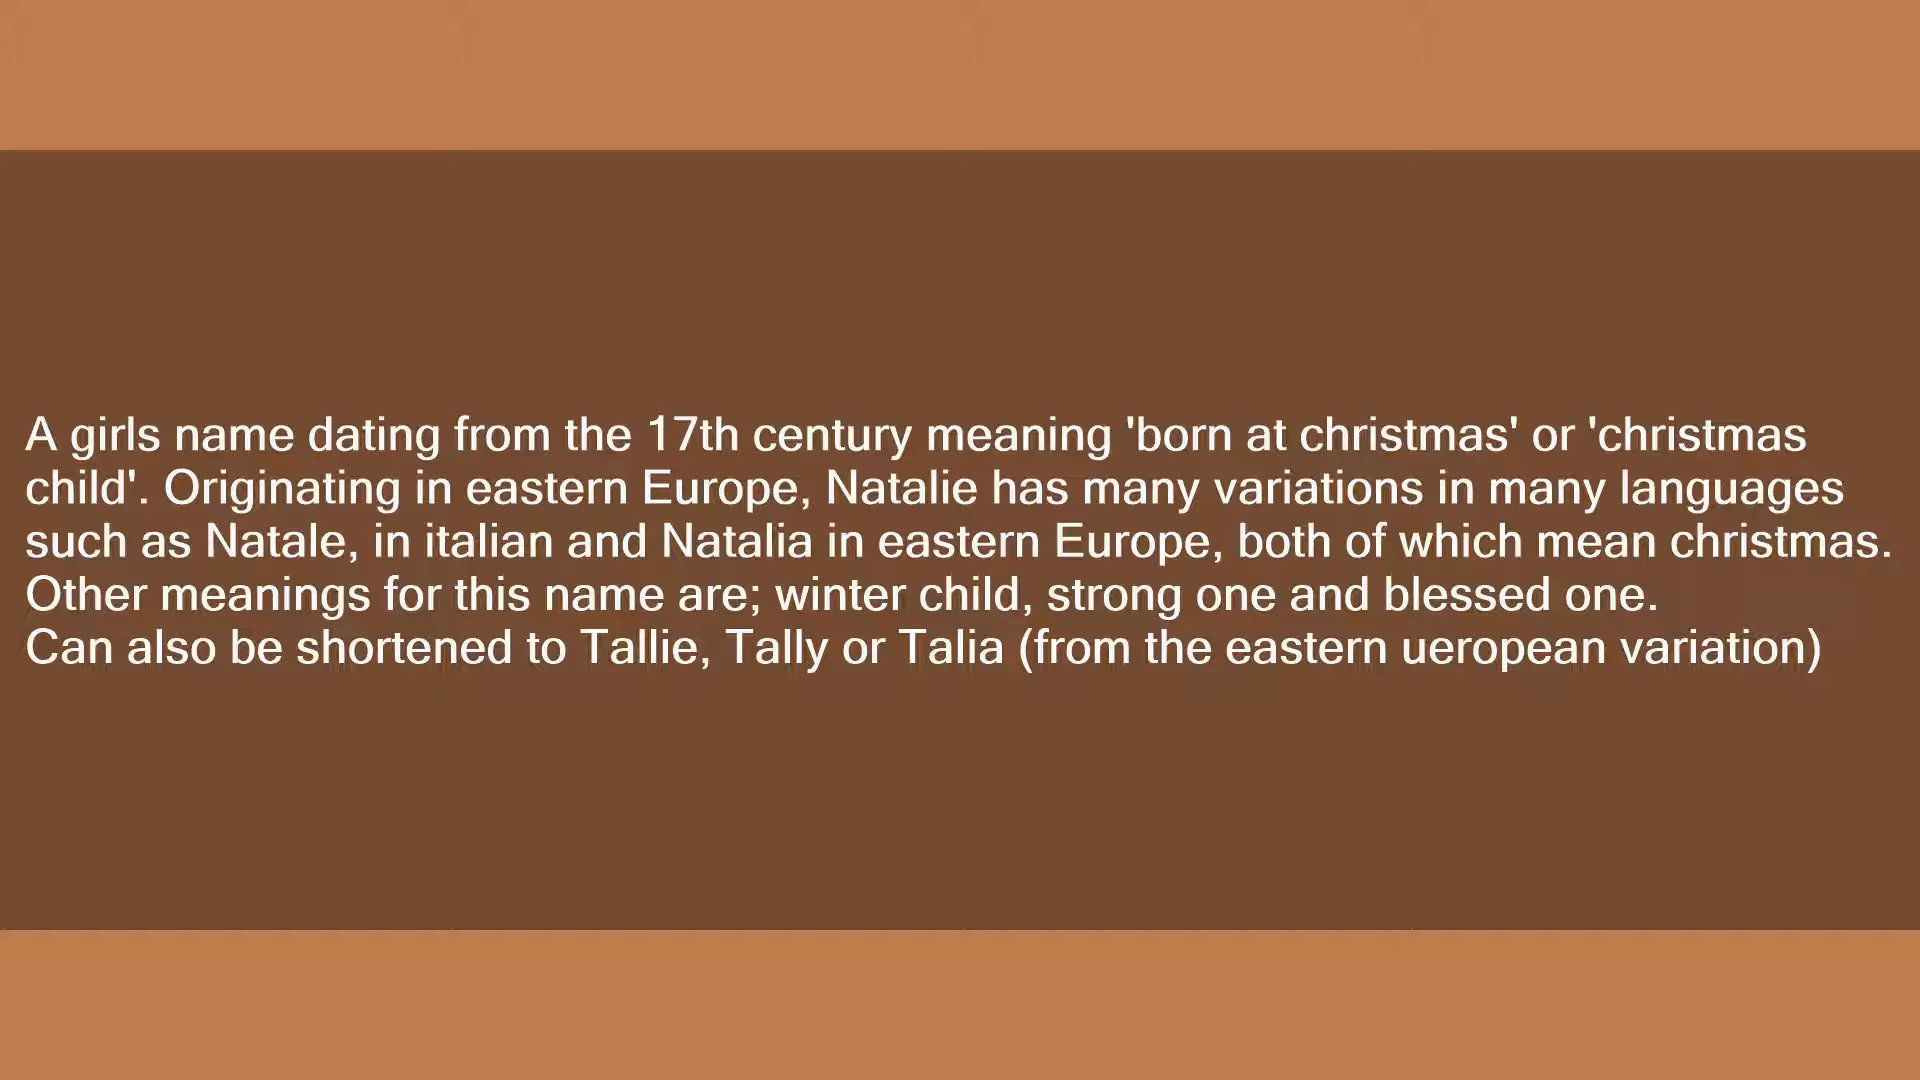 A girls name dating from the 17th century meaning 'born at christmas' or 'christmas
child'. Originating in eastern Europe, Natalie has many variations in many languages
such as Natale, in italian and Natalia in eastern Europe, both of which mean christmas.
Other meanings for this name are; winter child, strong one and blessed one.
Can also be shortened to Tallie, Tally or Talia (from the eastern ueropean variation)